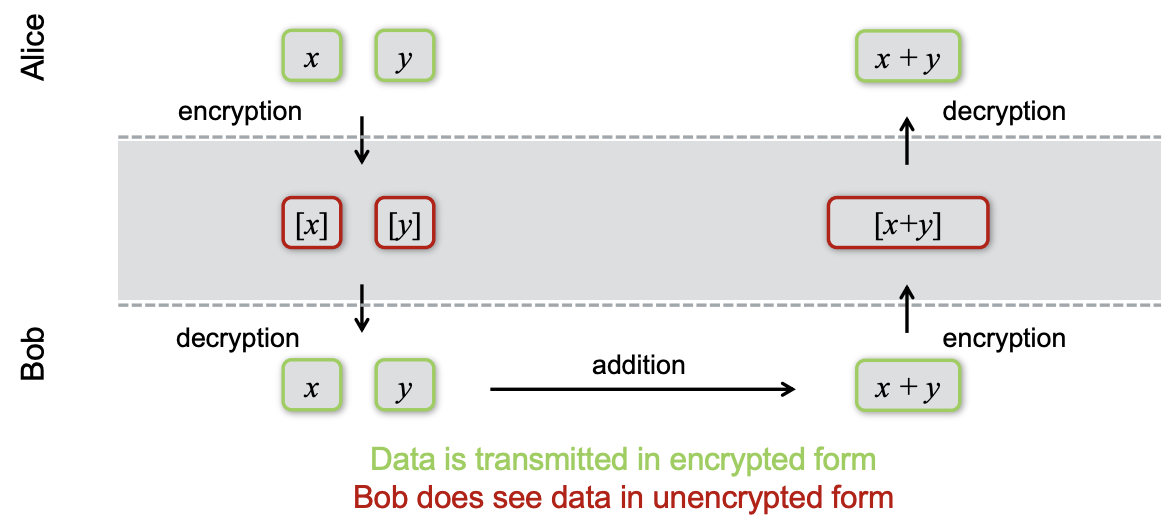 Alice
x y x + y
encryption decryption
[x] [y] [x+y]
decryption encryption
Bob
x y addition x + y
Data is transmitted in encrypted form
Bob does see data in unencrypted form